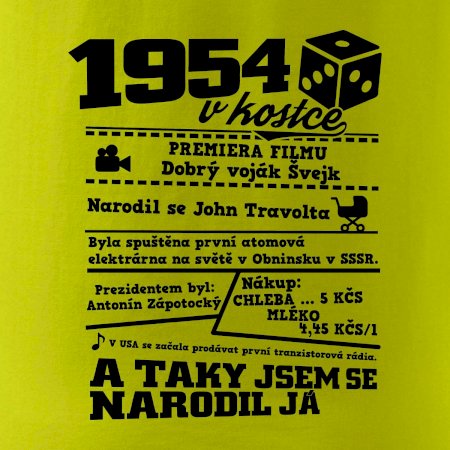 1954
v kostce
PREMIERA FILMU
Dobrý voják Švejk
Narodil se John Travolta
Byla spuštěna první atomová
elektrárna na světě v Obninsku v SSSR.
Prezidentem byl:
Antonín Zápotocký
Nákup:
CHLEBA ... 5 KČS
MLÉKO
4,45 KČS/l
V USA se začala prodávat první tranzistorová rádia.
A TAKY JSEM SE
NARODIL JÁ